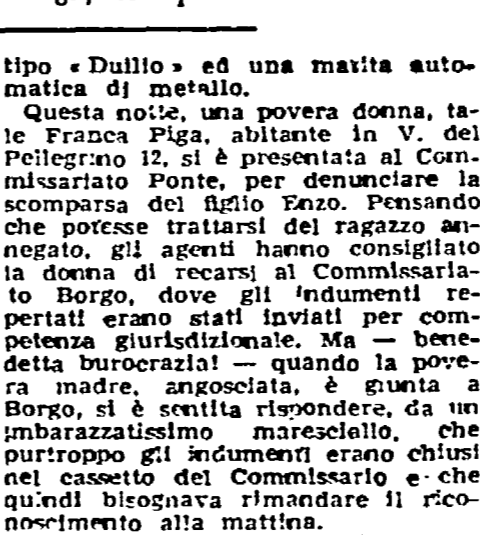 tipo « Duilio » ed una matita auto-
matica di metallo.
Questa notte, una povera donna, ta-
le Franca Piga, abitante in V. del
Pellegrino 12, si è presentata al Com-
missariato Ponte, per denunciare la
scomparsa del figlio Enzo. Pensando
che potesse trattarsi del ragazzo an-
negato, gli agenti hanno consigliato
la donna di recarsi al Commissaria-
to Borgo, dove gli indumenti re-
pertati erano stati inviati per com-
petenza giurisdizionale. Ma — bene-
detta burocrazia! — quando la pove-
ra madre, angosciata, è giunta a
Borgo, si è sentita rispondere, da un
imbarazzatissimo maresciallo, che
purtroppo gli indumenti erano chiusi
nel cassetto del Commissario e che
quindi bisognava rimandare il rico-
noscimento alla mattina.